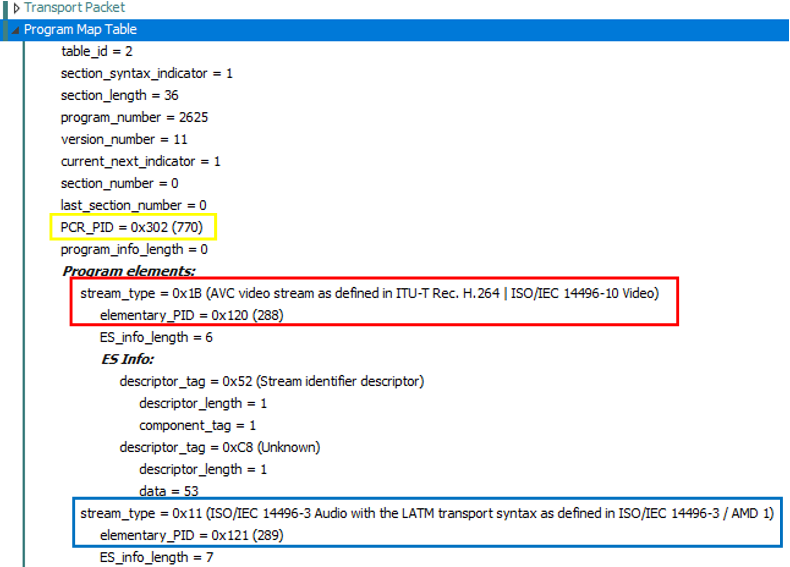 Transport Packet
Program Map Table
table_id = 2
section_syntax_indicator = 1
section_length = 36
program_number = 2625
version_number = 11
current_next_indicator = 1
section_number = 0
last_section_number = 0
PCR_PID = 0x302 (770)
program_info_length = 0
Program elements:
stream_type = 0x1B (AVC video stream as defined in ITU-T Rec. H.264 | ISO/IEC 14496-10 Video)
elementary_PID = 0x120 (288)
ES_info_length = 6
ES Info:
descriptor_tag = 0x52 (Stream identifier descriptor)
descriptor_length = 1
component_tag = 1
descriptor_tag = 0xC8 (Unknown)
descriptor_length = 1
data = 53
stream_type = 0x11 (ISO/IEC 14496-3 Audio with the LATM transport syntax as defined in ISO/IEC 14496-3 / AMD 1)
elementary_PID = 0x121 (289)
ES_info_length = 7